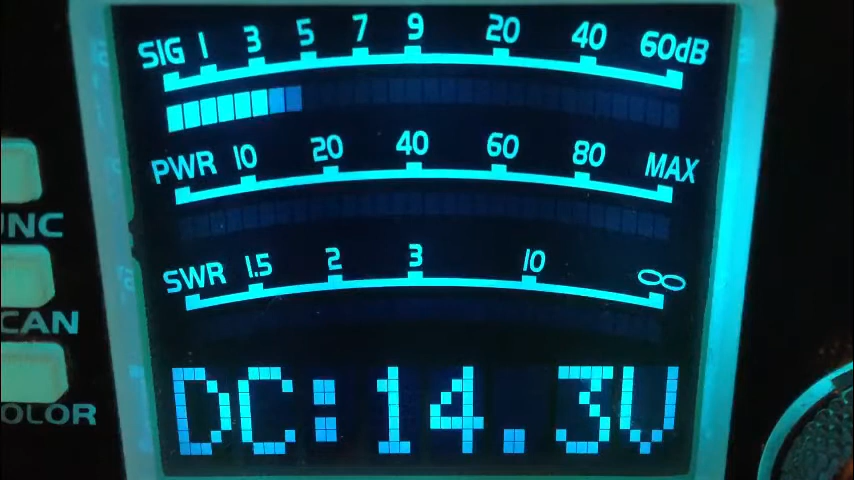 SIG 1 3 5 7 9 20 40 60dB
PWR 10 20 40 60 80 MAX
SWR 1.5 2 3 10 ∞
DC:14.3V
UNC
CAN
OLOR